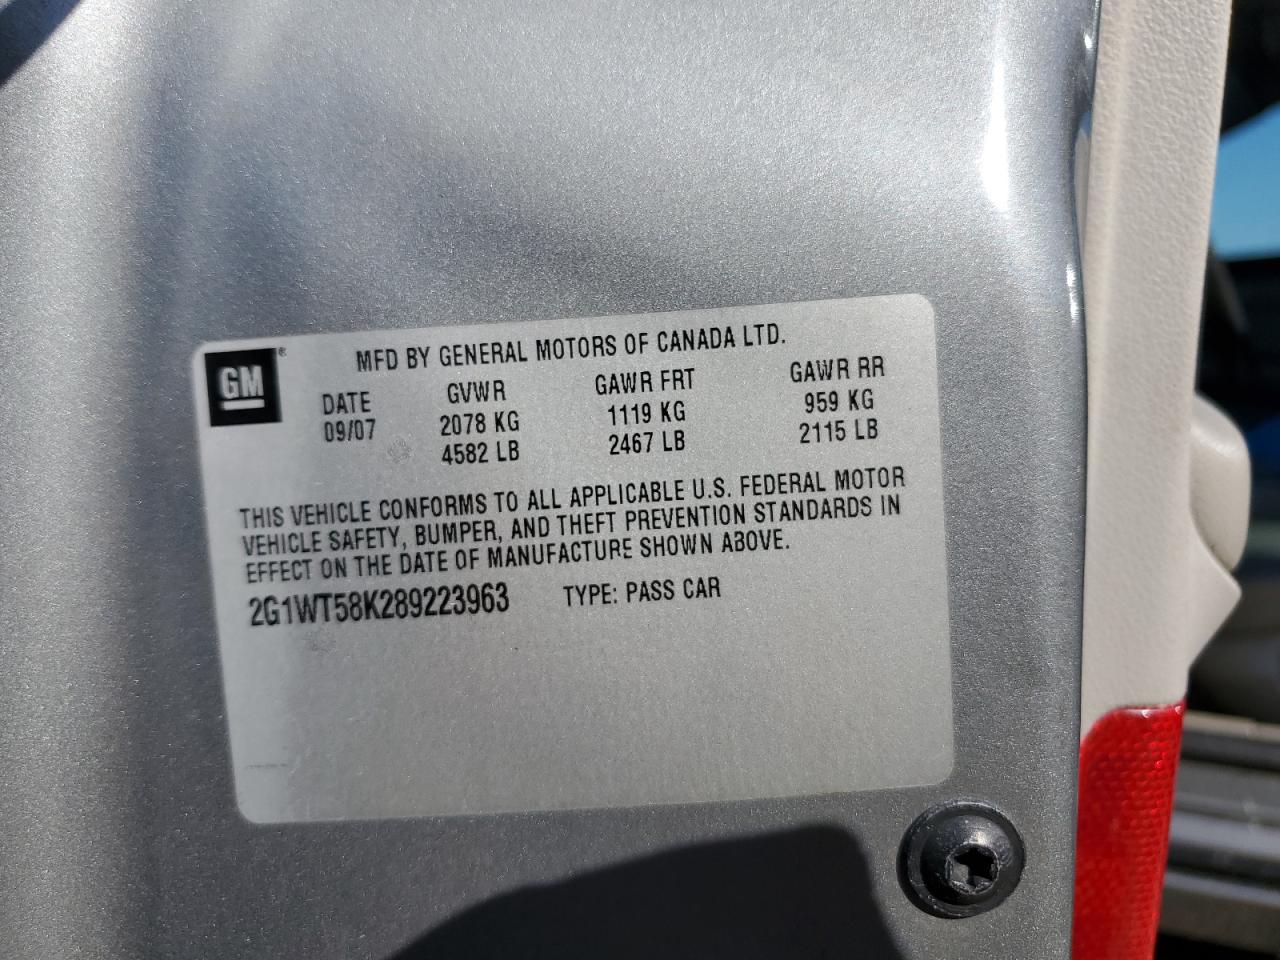 GM®
MFD BY GENERAL MOTORS OF CANADA LTD.
DATE GVWR GAWR FRT GAWR RR
09/07 2078 KG 1119 KG 959 KG
4582 LB 2467 LB 2115 LB
THIS VEHICLE CONFORMS TO ALL APPLICABLE U.S. FEDERAL MOTOR
VEHICLE SAFETY, BUMPER, AND THEFT PREVENTION STANDARDS IN
EFFECT ON THE DATE OF MANUFACTURE SHOWN ABOVE.
2G1WT58K289223963 TYPE: PASS CAR